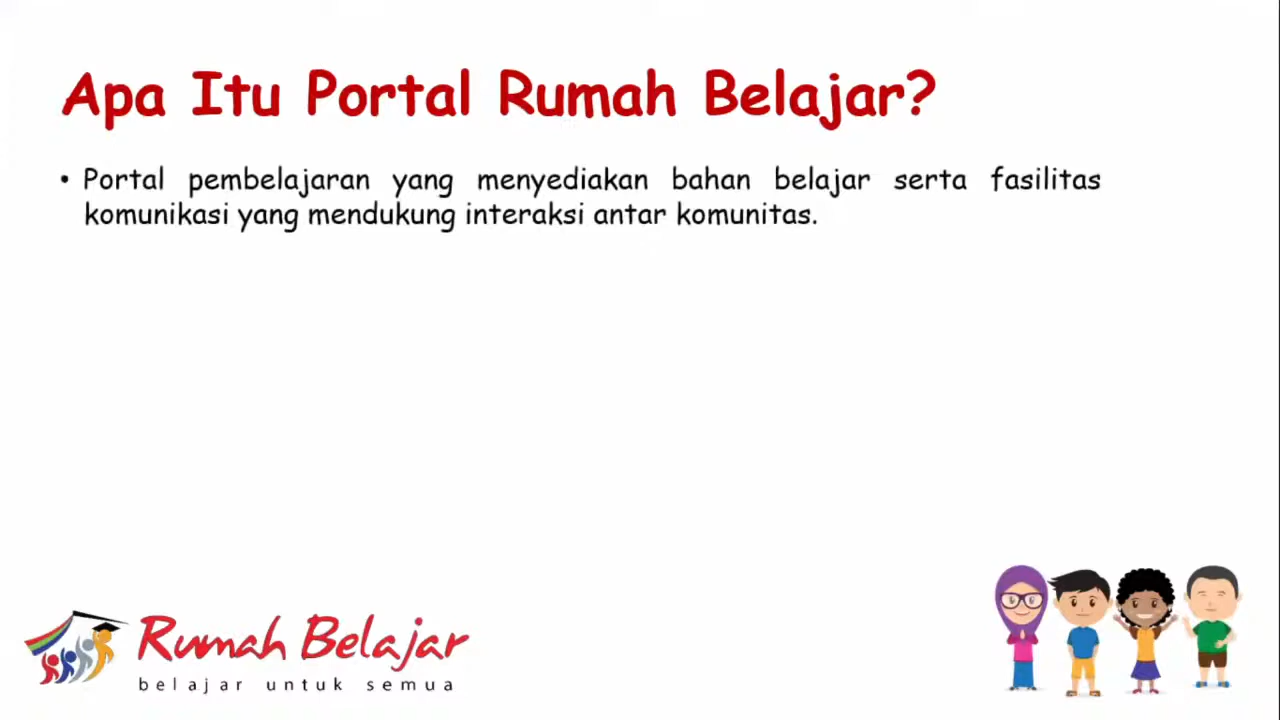 Apa Itu Portal Rumah Belajar?
• Portal pembelajaran yang menyediakan bahan belajar serta fasilitas
komunikasi yang mendukung interaksi antar komunitas.
Rumah Belajar
belajar untuk semua